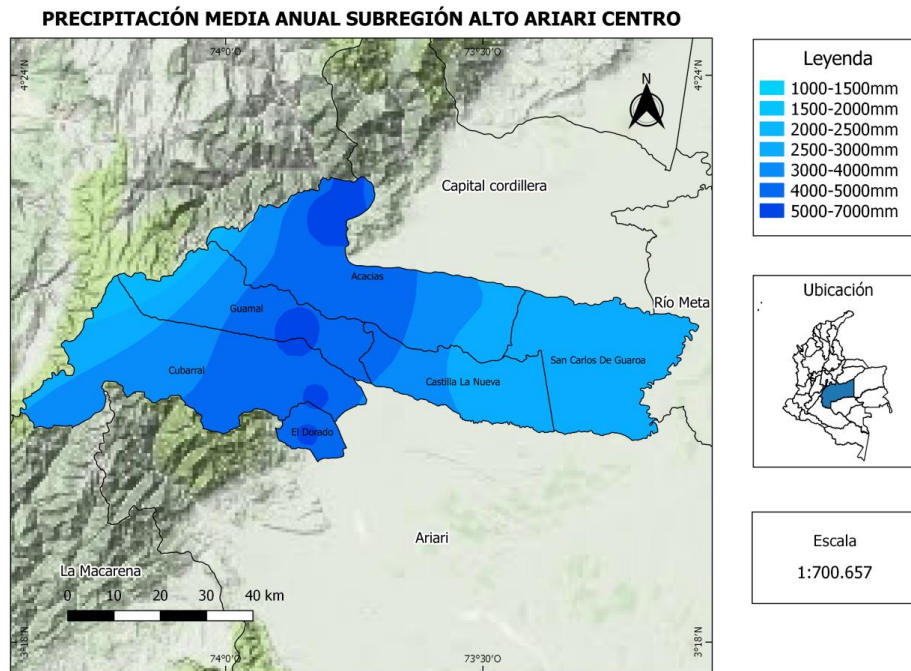 PRECIPITACIÓN MEDIA ANUAL SUBREGIÓN ALTO ARIARI CENTRO
74°0'N
73°30'N
4°24'N
4°24'N
N
Capital cordillera
Acacias
Río Meta
Guamal
San Carlos De Guaroa
Cubarral
Castilla La Nueva
El Dorado
Ariari
La Macarena
0 10 20 30 40 km
3°18'N
3°18'N
74°0'N
73°30'N
Leyenda
1000-1500mm
1500-2000mm
2000-2500mm
2500-3000mm
3000-4000mm
4000-5000mm
5000-7000mm
Ubicación
Escala
1:700.657